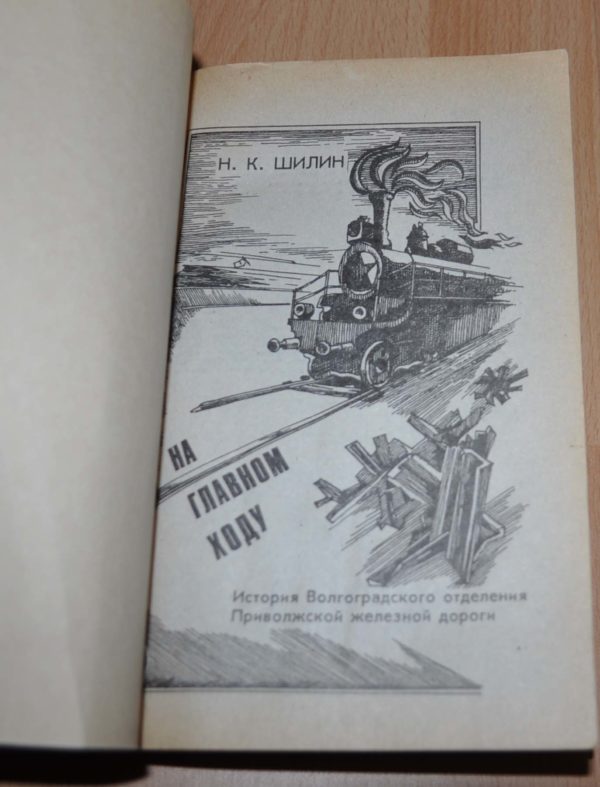 Н. К. ШИЛИН
НА
ГЛАВНОМ
ХОДУ
История Волгоградского отделения
Приволжской железной дороги